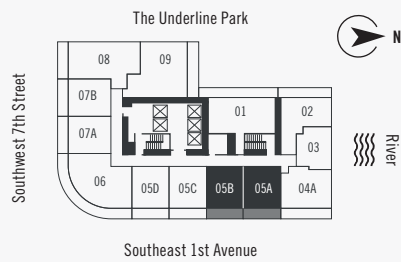 The Underline Park
N
08
09
07B
01
02
Southwest 7th Street
07A
03
River
06
05D
05C
05B
05A
04A
Southeast 1st Avenue